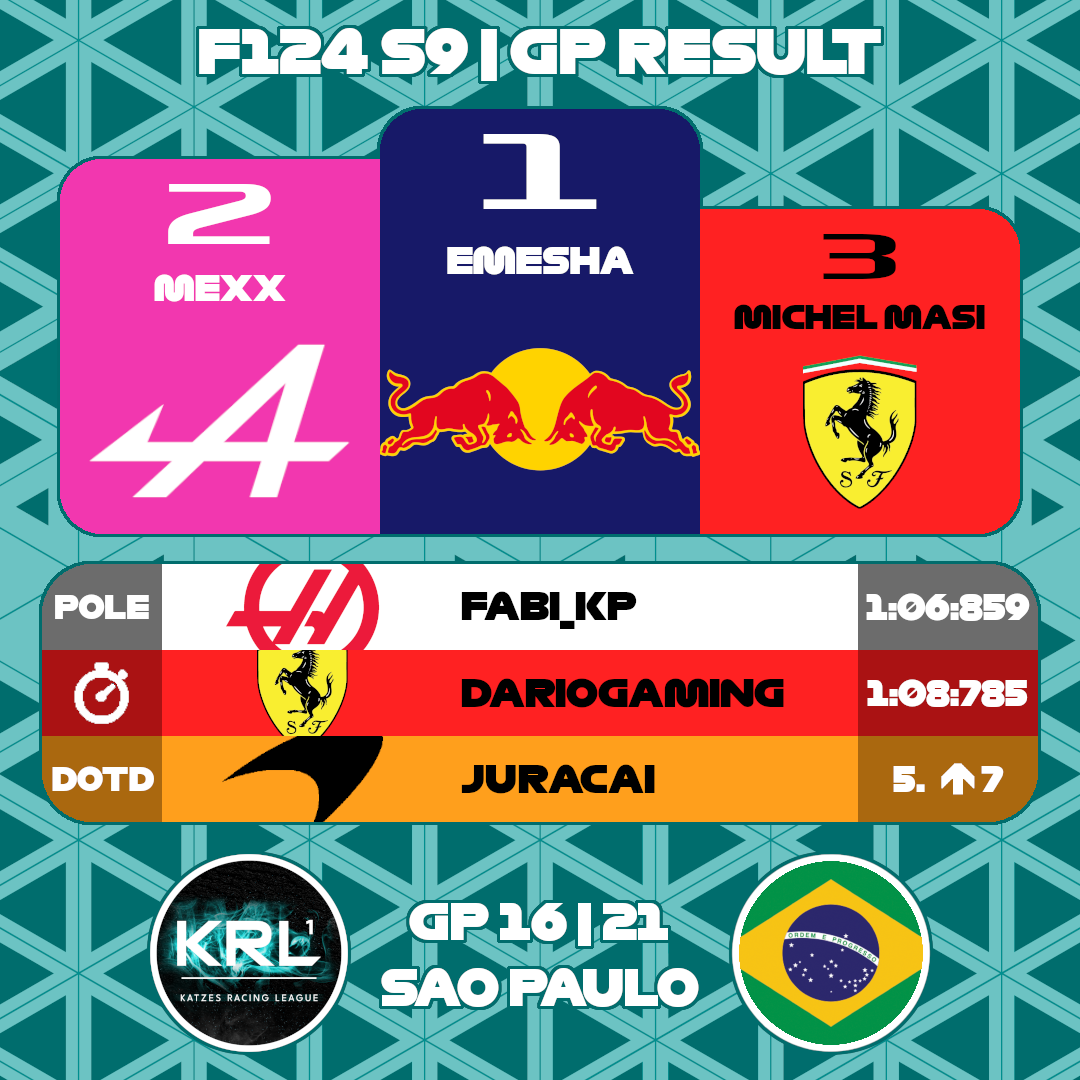 F124 S9 | GP RESULT
1
EMESHA
2
MEXX
3
MICHEL MASI
S F
POLE
FABI_KP
1:06:859
S F
DARIOGAMING
1:08:785
DOTD
JURACAI
5. ↑7
KRL1
KATZES RACING LEAGUE
GP 16 | 21
SAO PAULO
ORDEM E PROGRESSO